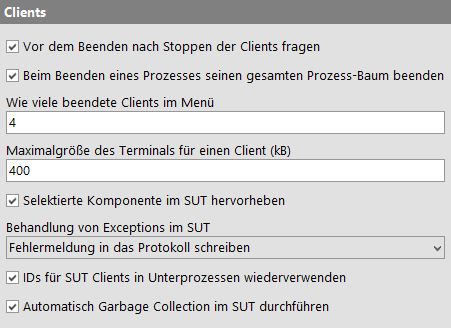 Clients
Vor dem Beenden nach Stoppen der Clients fragen
Beim Beenden eines Prozesses seinen gesamten Prozess-Baum beenden
Wie viele beendete Clients im Menü
4
Maximalgröße des Terminals für einen Client (kB)
400
Selektierte Komponente im SUT hervorheben
Behandlung von Exceptions im SUT
Fehlermeldung in das Protokoll schreiben
IDs für SUT Clients in Unterprozessen wiederverwenden
Automatisch Garbage Collection im SUT durchführen